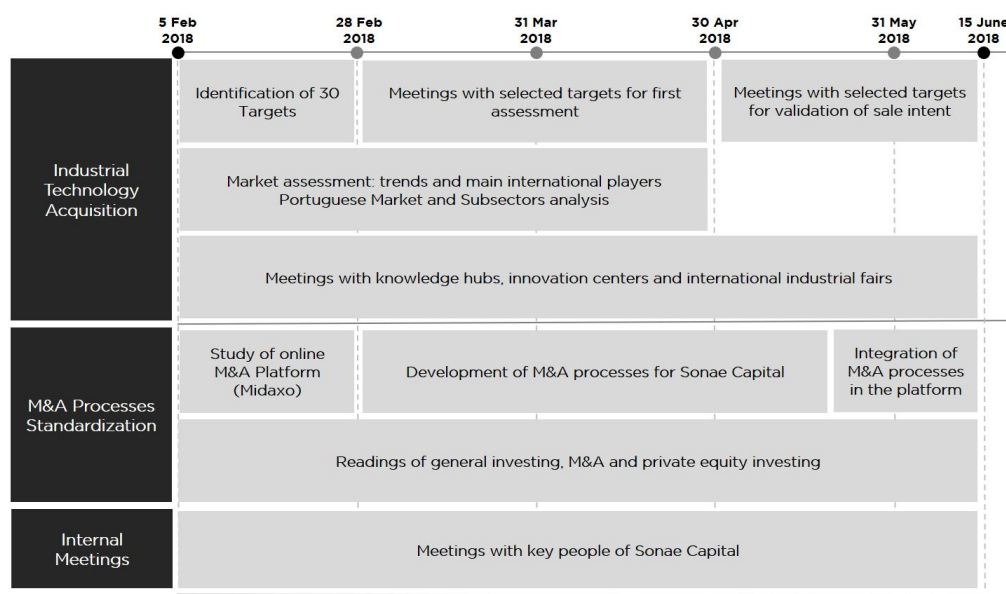 5 Feb
2018
28 Feb
2018
31 Mar
2018
30 Apr
2018
31 May
2018
15 June
2018
Industrial
Technology
Acquisition
Identification of 30
Targets
Meetings with selected targets for first
assessment
Meetings with selected targets
for validation of sale intent
Market assessment: trends and main international players
Portuguese Market and Subsectors analysis
Meetings with knowledge hubs, innovation centers and international industrial fairs
M&A Processes
Standardization
Study of online
M&A Platform
(Midaxo)
Development of M&A processes for Sonae Capital
Integration of
M&A processes
in the platform
Readings of general investing, M&A and private equity investing
Internal
Meetings
Meetings with key people of Sonae Capital